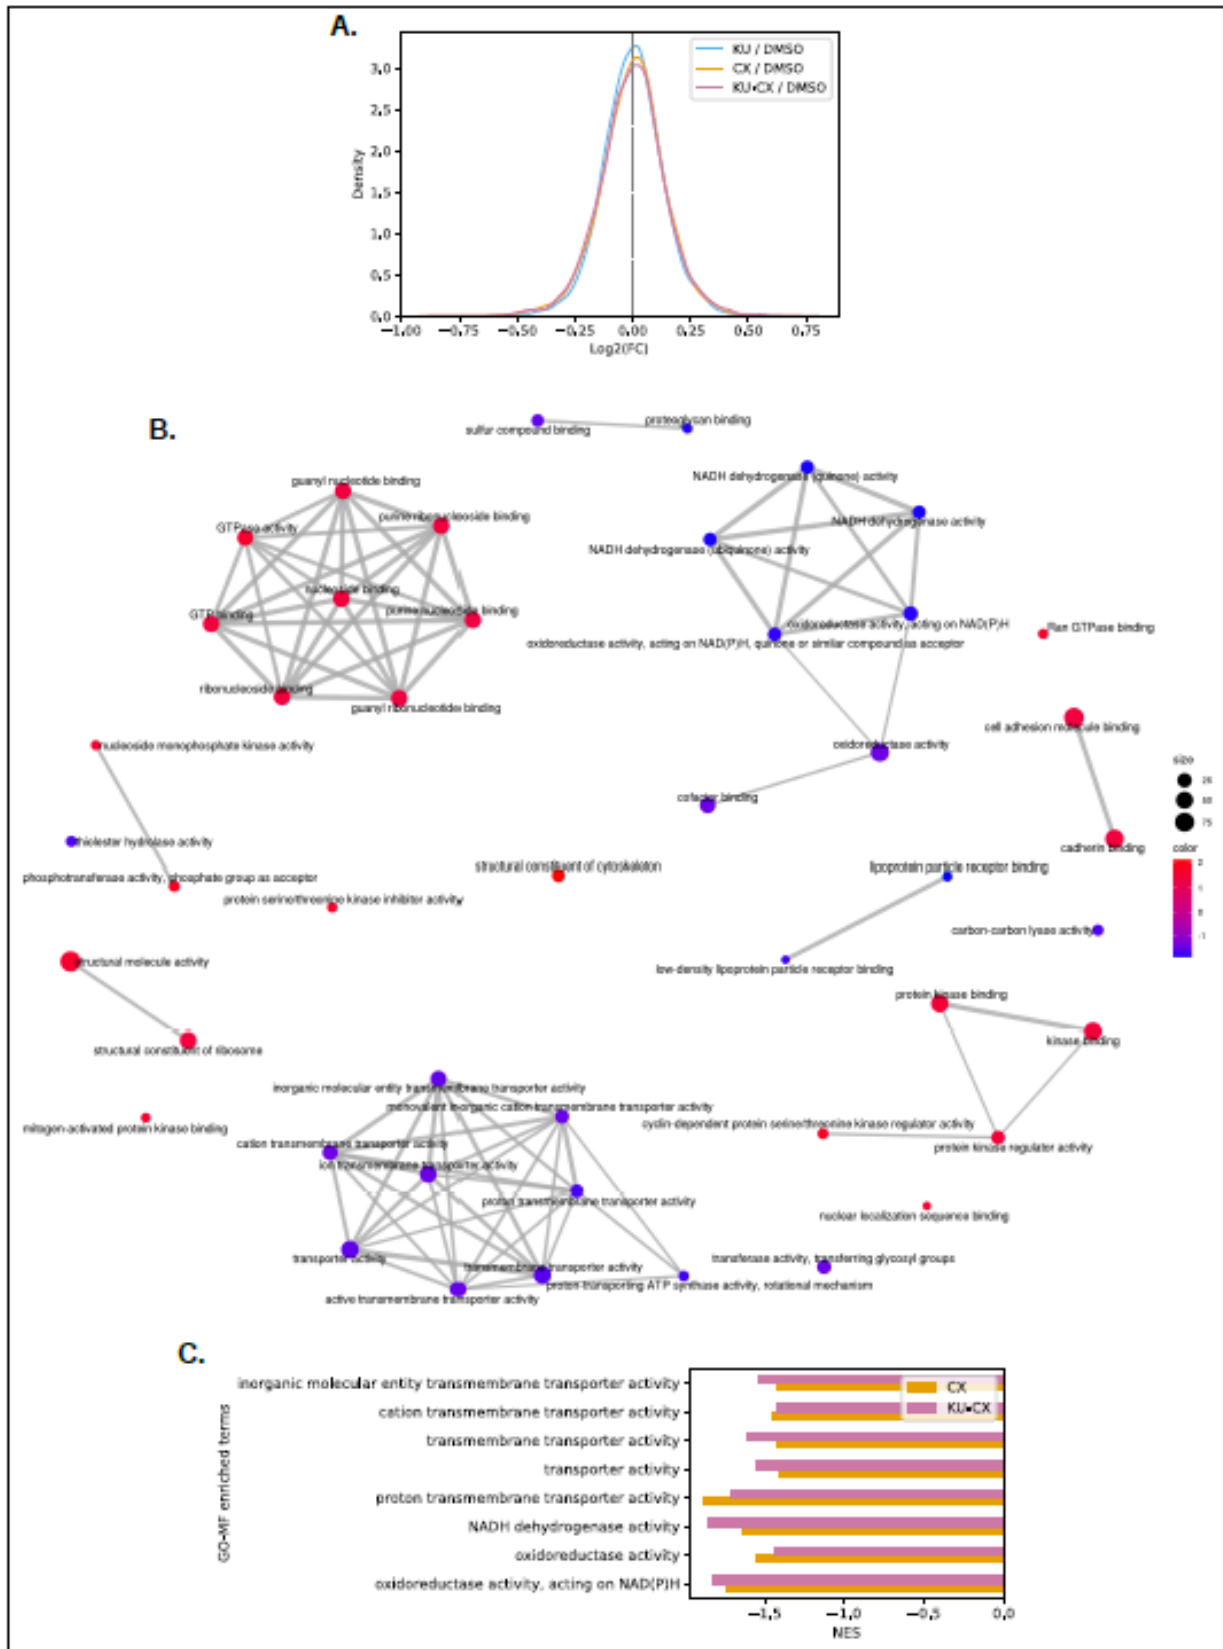 A.
KU / DMSO
CX / DMSO
KU•CX / DMSO
3.0
2.5
2.0
1.5
1.0
0.5
0.0
Density
−1.00 −0.75 −0.50 −0.25 0.00 0.25 0.50 0.75
Log2(FC)
B.
proteoglycan binding
sulfur compound binding
NADH dehydrogenase (quinone) activity
guanyl nucleotide binding
purine ribonucleoside binding
GTPase activity
NADH dehydrogenase activity
NADH dehydrogenase (ubiquinone) activity
nucleoside binding
GTP binding
purine nucleoside binding
oxidoreductase activity, acting on NAD(P)H
Ran GTPase binding
oxidoreductase activity, acting on NAD(P)H, quinone or similar compound as acceptor
ribonucleoside binding
guanyl ribonucleotide binding
cell adhesion molecule binding
nucleoside monophosphate kinase activity
oxidoreductase activity
size
25
50
75
cofactor binding
thiolester hydrolase activity
cadherin binding
color
2
1
0
-1
structural constituent of cytoskeleton
lipoprotein particle receptor binding
phosphotransferase activity, phosphate group as acceptor
protein serine/threonine kinase inhibitor activity
carbon-carbon lyase activity
structural molecule activity
low-density lipoprotein particle receptor binding
protein kinase binding
kinase binding
structural constituent of ribosome
inorganic molecular entity transmembrane transporter activity
monovalent inorganic cation transmembrane transporter activity
mitogen-activated protein kinase binding
cyclin-dependent protein serine/threonine kinase regulator activity
cation transmembrane transporter activity
protein kinase regulator activity
ion transmembrane transporter activity
proton transmembrane transporter activity
nuclear localization sequence binding
transporter activity
transferase activity, transferring glycosyl groups
transmembrane transporter activity
proton-transporting ATP synthase activity, rotational mechanism
active transmembrane transporter activity
C.
GO-MF enriched terms
inorganic molecular entity transmembrane transporter activity
cation transmembrane transporter activity
transmembrane transporter activity
transporter activity
proton transmembrane transporter activity
NADH dehydrogenase activity
oxidoreductase activity
oxidoreductase activity, acting on NAD(P)H
CX
KU•CX
−1.5 −1.0 −0.5 0.0
NES